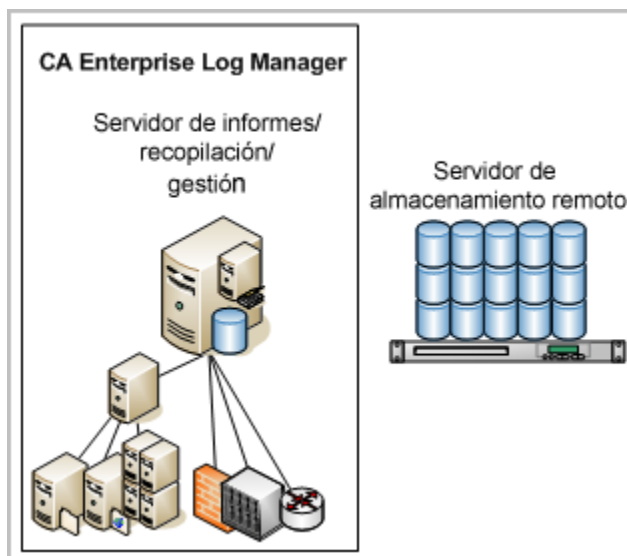 CA Enterprise Log Manager
Servidor de informes/
recopilación/
gestión
Servidor de
almacenamiento remoto